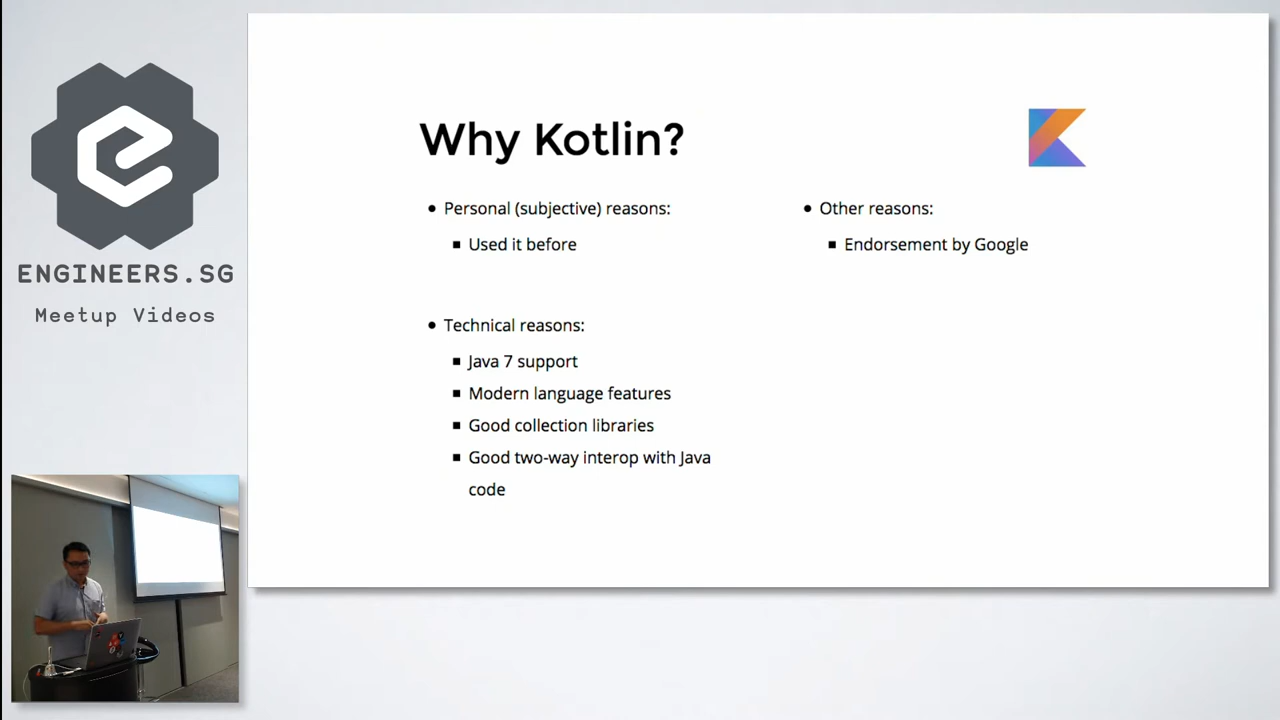 ENGINEERS.SG
Meetup Videos
Why Kotlin?
Personal (subjective) reasons:
Used it before
Technical reasons:
Java 7 support
Modern language features
Good collection libraries
Good two-way interop with Java
code
Other reasons:
Endorsement by Google